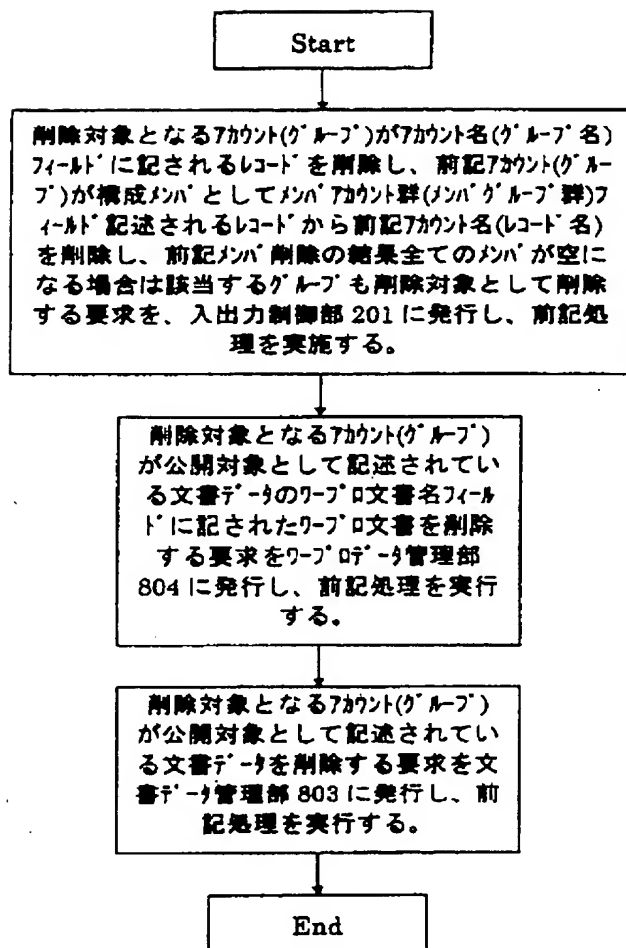 Start
削除対象となるｱｶｳﾝﾄ(ｸﾞﾙｰﾌﾟ)がｱｶｳﾝﾄ名(ｸﾞﾙｰﾌﾟ名)
ﾌｨｰﾙﾄﾞに記されるﾚｺｰﾄﾞを削除し、前記ｱｶｳﾝﾄ(ｸﾞﾙｰ
ﾌﾟ)が構成ﾒﾝﾊﾞとしてﾒﾝﾊﾞｱｶｳﾝﾄ群(ﾒﾝﾊﾞｸﾞﾙｰﾌﾟ群)ﾌ
ｨｰﾙﾄﾞ記述されるﾚｺｰﾄﾞから前記ｱｶｳﾝﾄ名(ﾚｺｰﾄﾞ名)
を削除し、前記ﾒﾝﾊﾞ削除の結果全てのﾒﾝﾊﾞが空に
なる場合は該当するｸﾞﾙｰﾌﾟも削除対象として削除
する要求を、入出力制御部 201 に発行し、前記処
理を実施する。
削除対象となるｱｶｳﾝﾄ(ｸﾞﾙｰﾌﾟ)
が公開対象として記述されてい
る文書ﾃﾞｰﾀのﾜｰﾌﾟﾛ文書名ﾌｨｰﾙ
ﾄﾞに記されたﾜｰﾌﾟﾛ文書を削除
する要求をﾜｰﾌﾟﾛﾃﾞｰﾀ管理部
804 に発行し、前記処理を実行
する。
削除対象となるｱｶｳﾝﾄ(ｸﾞﾙｰﾌﾟ)
が公開対象として記述されてい
る文書ﾃﾞｰﾀを削除する要求を文
書ﾃﾞｰﾀ管理部 803 に発行し、前
記処理を実行する。
End